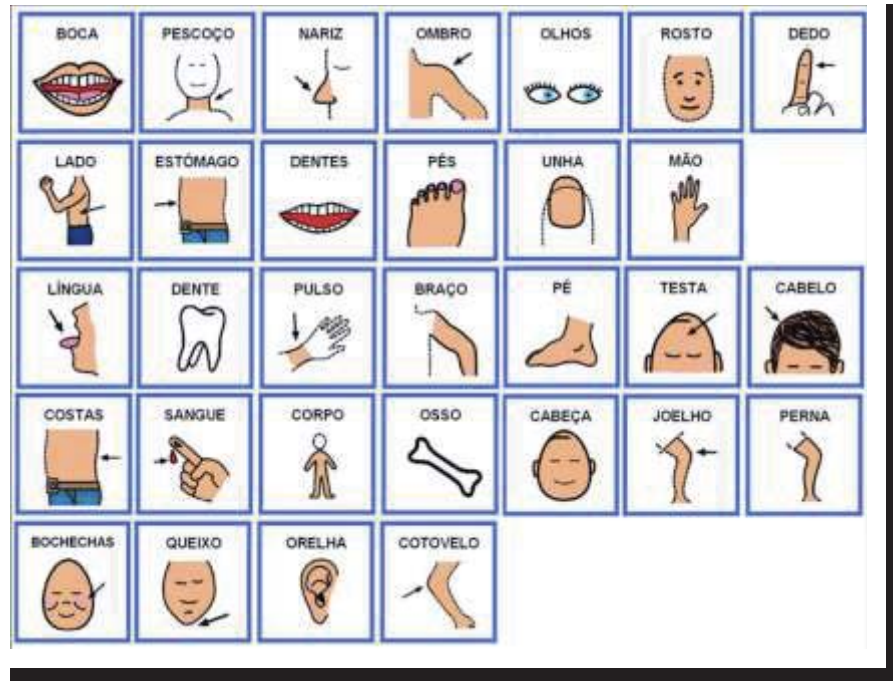 BOCA
PESCOÇO
NARIZ
OMBRO
OLHOS
ROSTO
DEDO
LADO
ESTÔMAGO
DENTES
PÉS
UNHA
MÃO
LÍNGUA
DENTE
PULSO
BRAÇO
PÉ
TESTA
CABELO
COSTAS
SANGUE
CORPO
OSSO
CABEÇA
JOELHO
PERNA
BOCHECHAS
QUEIXO
ORELHA
COTOVELO